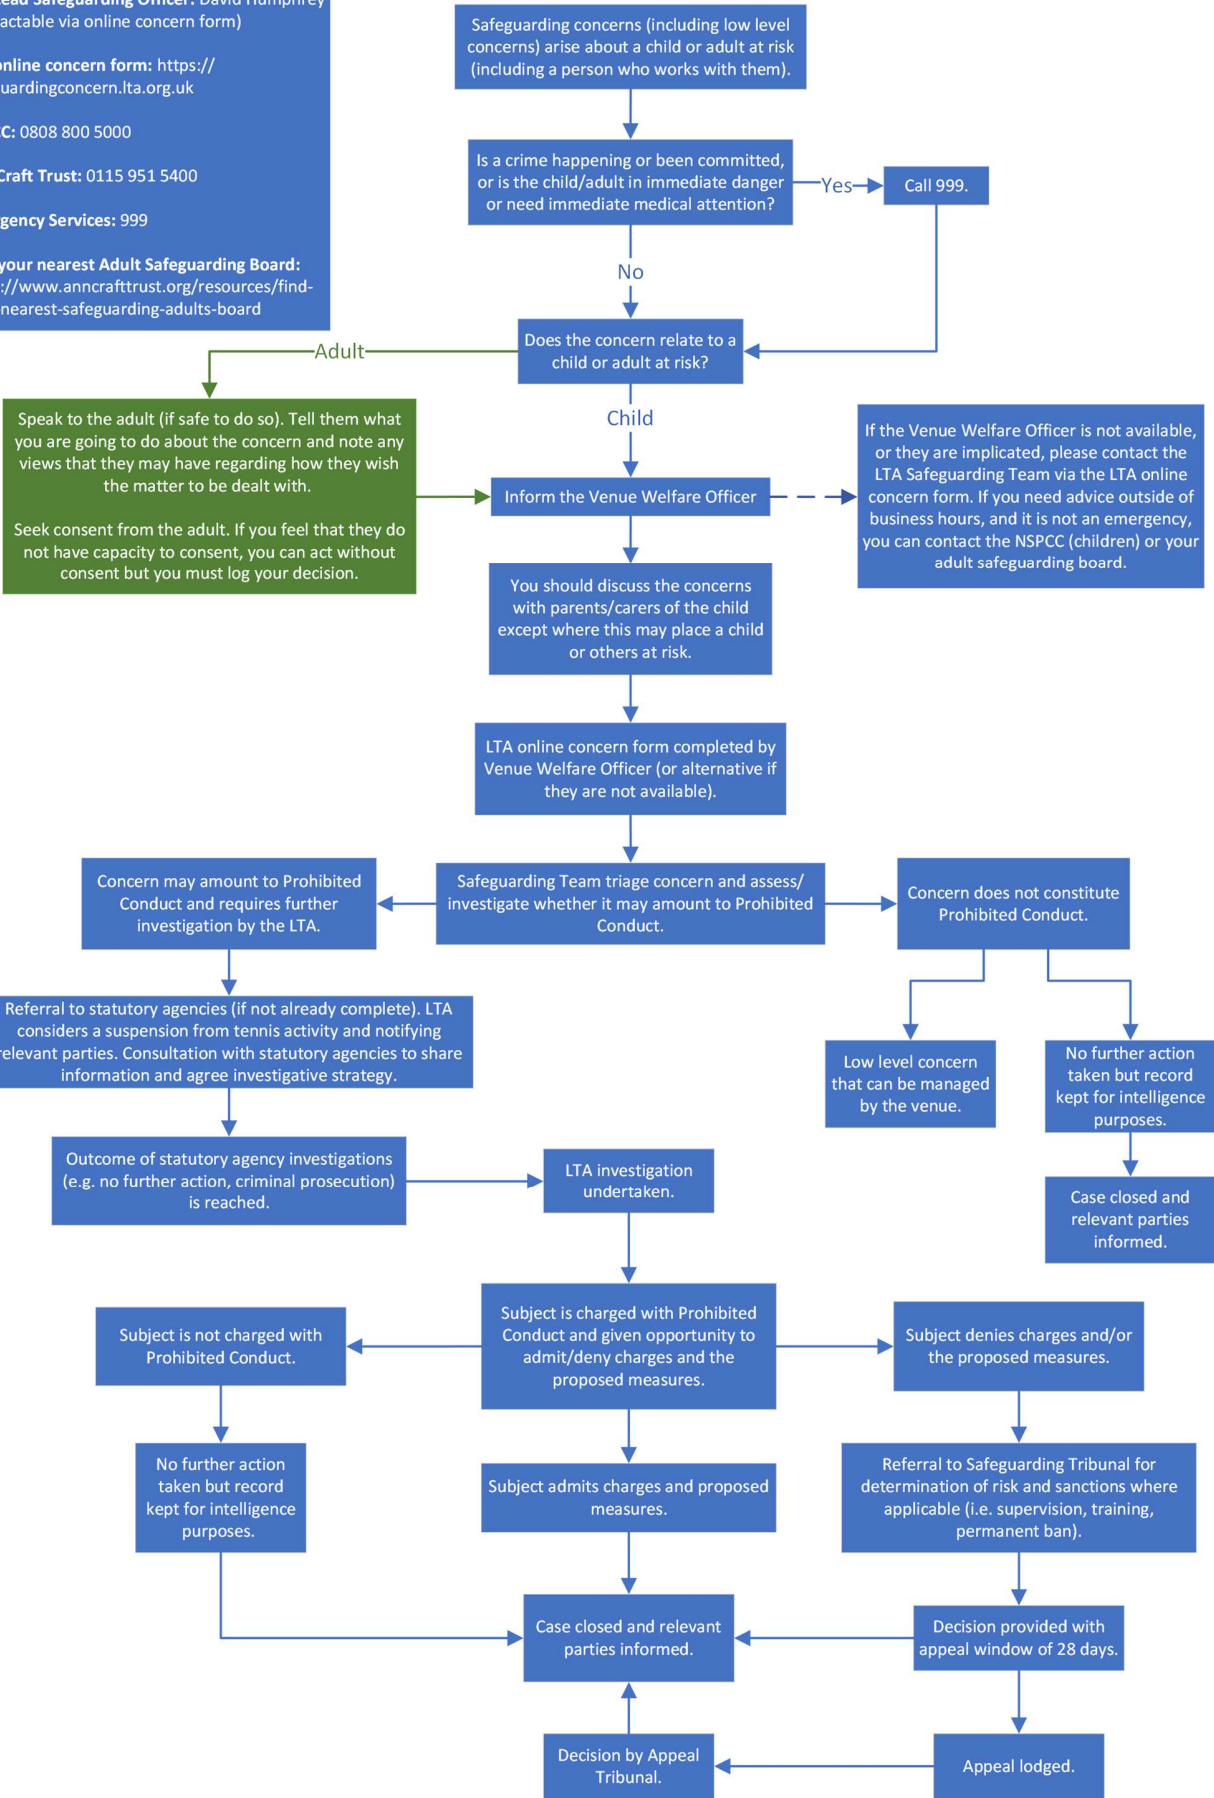 Lead Safeguarding Officer: David Humphrey
actable via online concern form)
online concern form: https://
uardingconcern.lta.org.uk
CC: 0808 800 5000
Craft Trust: 0115 951 5400
rgency Services: 999
your nearest Adult Safeguarding Board:
://www.anncrafttrust.org/resources/find-
nearest-safeguarding-adults-board
Safeguarding concerns (including low level
concerns) arise about a child or adult at risk
(including a person who works with them).
Is a crime happening or been committed,
or is the child/adult in immediate danger
or need immediate medical attention?
Yes
Call 999.
No
Does the concern relate to a
child or adult at risk?
Adult
Child
Speak to the adult (if safe to do so). Tell them what
you are going to do about the concern and note any
views that they may have regarding how they wish
the matter to be dealt with.
Seek consent from the adult. If you feel that they do
not have capacity to consent, you can act without
consent but you must log your decision.
Inform the Venue Welfare Officer
If the Venue Welfare Officer is not available,
or they are implicated, please contact the
LTA Safeguarding Team via the LTA online
concern form. If you need advice outside of
business hours, and it is not an emergency,
you can contact the NSPCC (children) or your
adult safeguarding board.
You should discuss the concerns
with parents/carers of the child
except where this may place a child
or others at risk.
LTA online concern form completed by
Venue Welfare Officer (or alternative if
they are not available).
Concern may amount to Prohibited
Conduct and requires further
investigation by the LTA.
Safeguarding Team triage concern and assess/
investigate whether it may amount to Prohibited
Conduct.
Concern does not constitute
Prohibited Conduct.
Referral to statutory agencies (if not already complete). LTA
considers a suspension from tennis activity and notifying
relevant parties. Consultation with statutory agencies to share
information and agree investigative strategy.
Low level concern
that can be managed
by the venue.
No further action
taken but record
kept for intelligence
purposes.
Outcome of statutory agency investigations
(e.g. no further action, criminal prosecution)
is reached.
LTA investigation
undertaken.
Case closed and
relevant parties
informed.
Subject is not charged with
Prohibited Conduct.
Subject is charged with Prohibited
Conduct and given opportunity to
admit/deny charges and the
proposed measures.
Subject denies charges and/or
the proposed measures.
No further action
taken but record
kept for intelligence
purposes.
Subject admits charges and proposed
measures.
Referral to Safeguarding Tribunal for
determination of risk and sanctions where
applicable (i.e. supervision, training,
permanent ban).
Case closed and relevant
parties informed.
Decision provided with
appeal window of 28 days.
Decision by Appeal
Tribunal.
Appeal lodged.